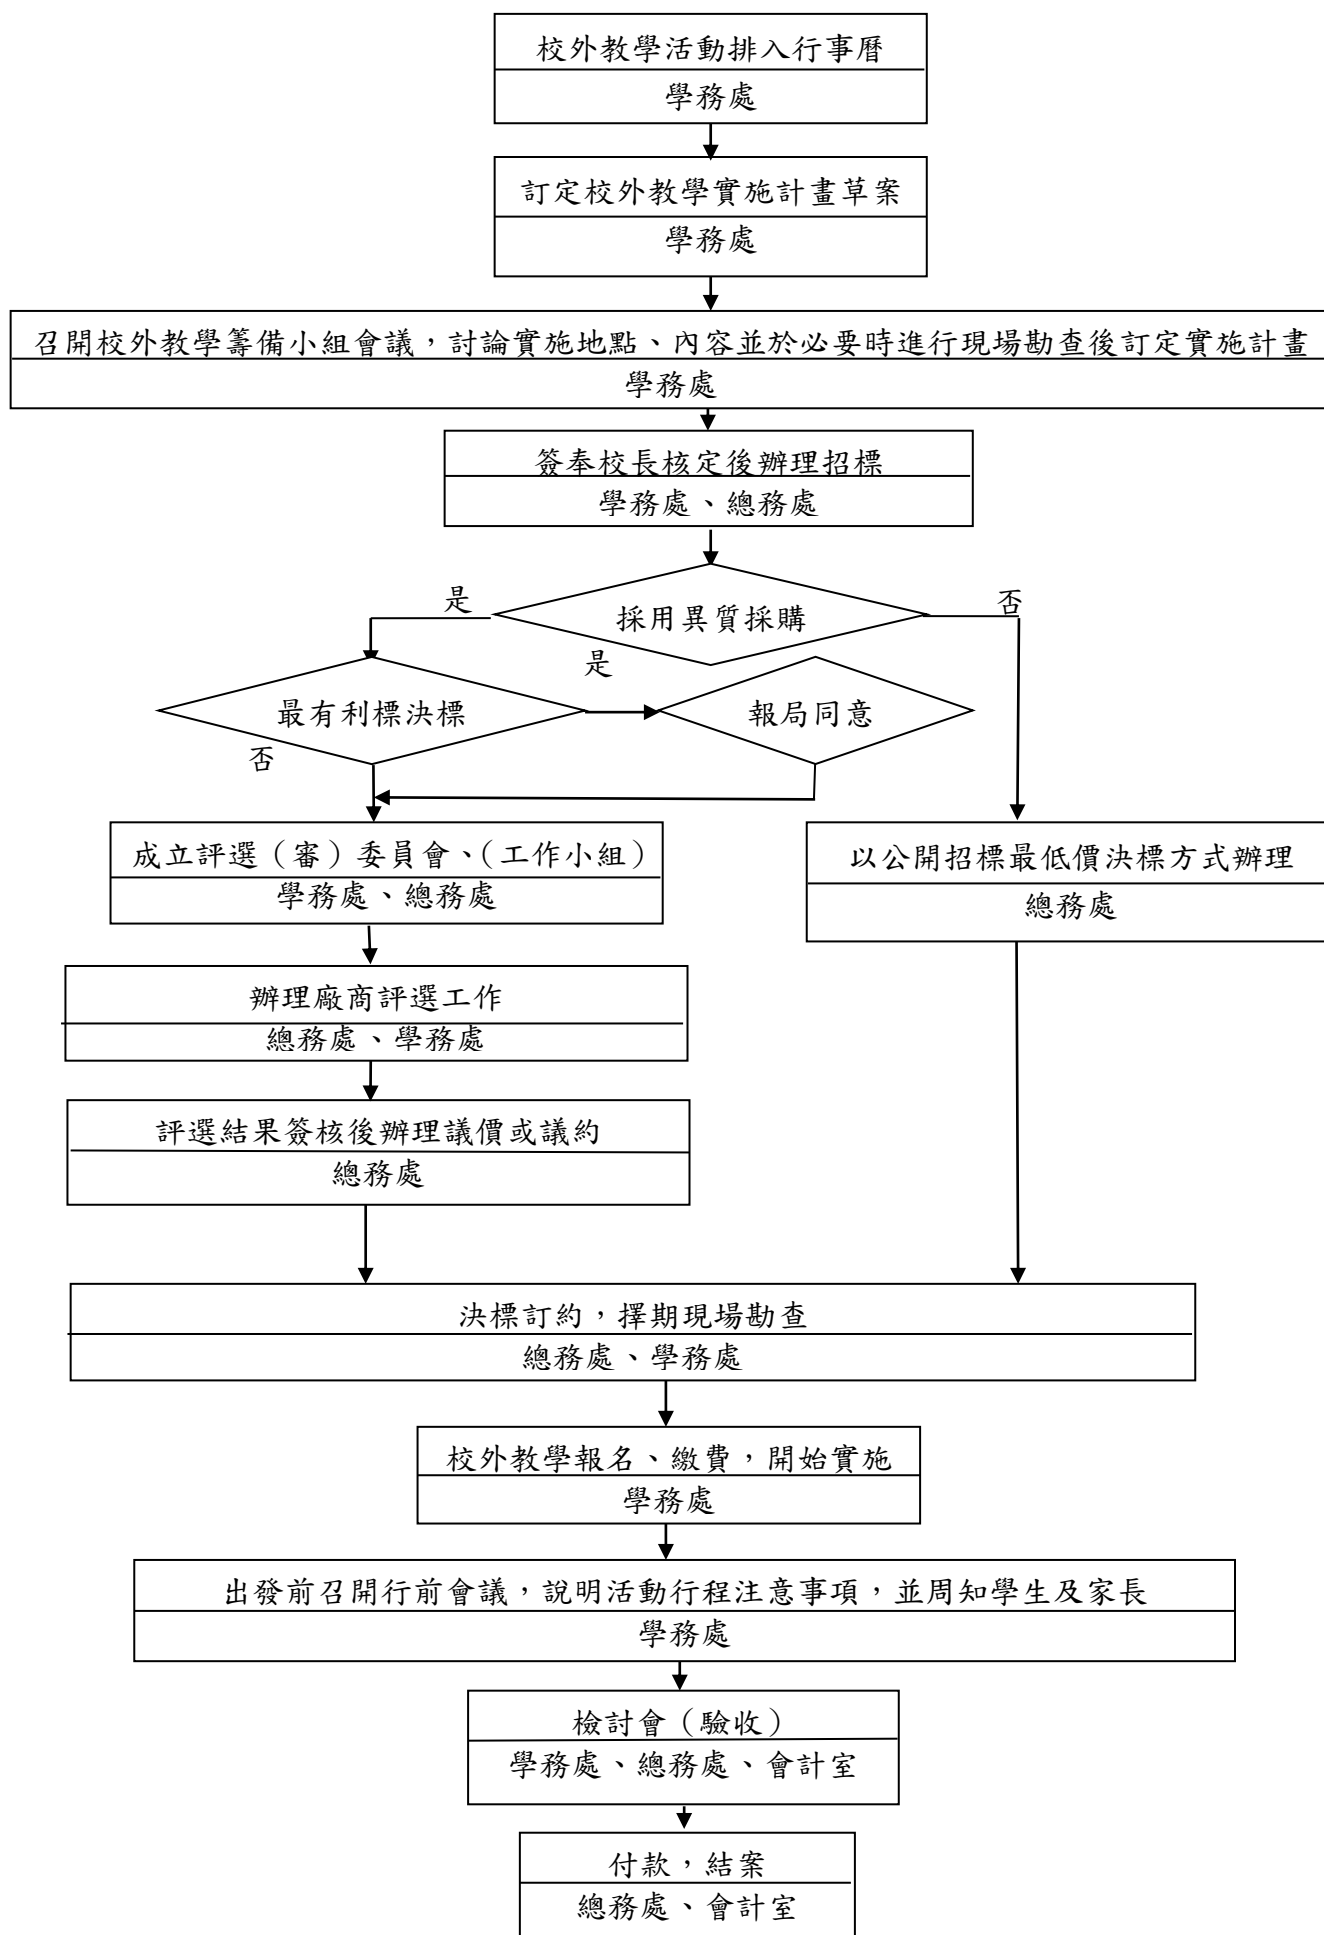 校外教學活動排入行事曆
學務處
訂定校外教學實施計畫草案
學務處
召開校外教學籌備小組會議，討論實施地點、內容並於必要時進行現場勘查後訂定實施計畫
學務處
簽奉校長核定後辦理招標
學務處、總務處
採用異質採購
是
否
最有利標決標
是
報局同意
否
成立評選（審）委員會、（工作小組）
學務處、總務處
以公開招標最低價決標方式辦理
總務處
辦理廠商評選工作
總務處、學務處
評選結果簽核後辦理議價或議約
總務處
決標訂約，擇期現場勘查
總務處、學務處
校外教學報名、繳費，開始實施
學務處
出發前召開行前會議，說明活動行程注意事項，並周知學生及家長
學務處
檢討會（驗收）
學務處、總務處、會計室
付款，結案
總務處、會計室